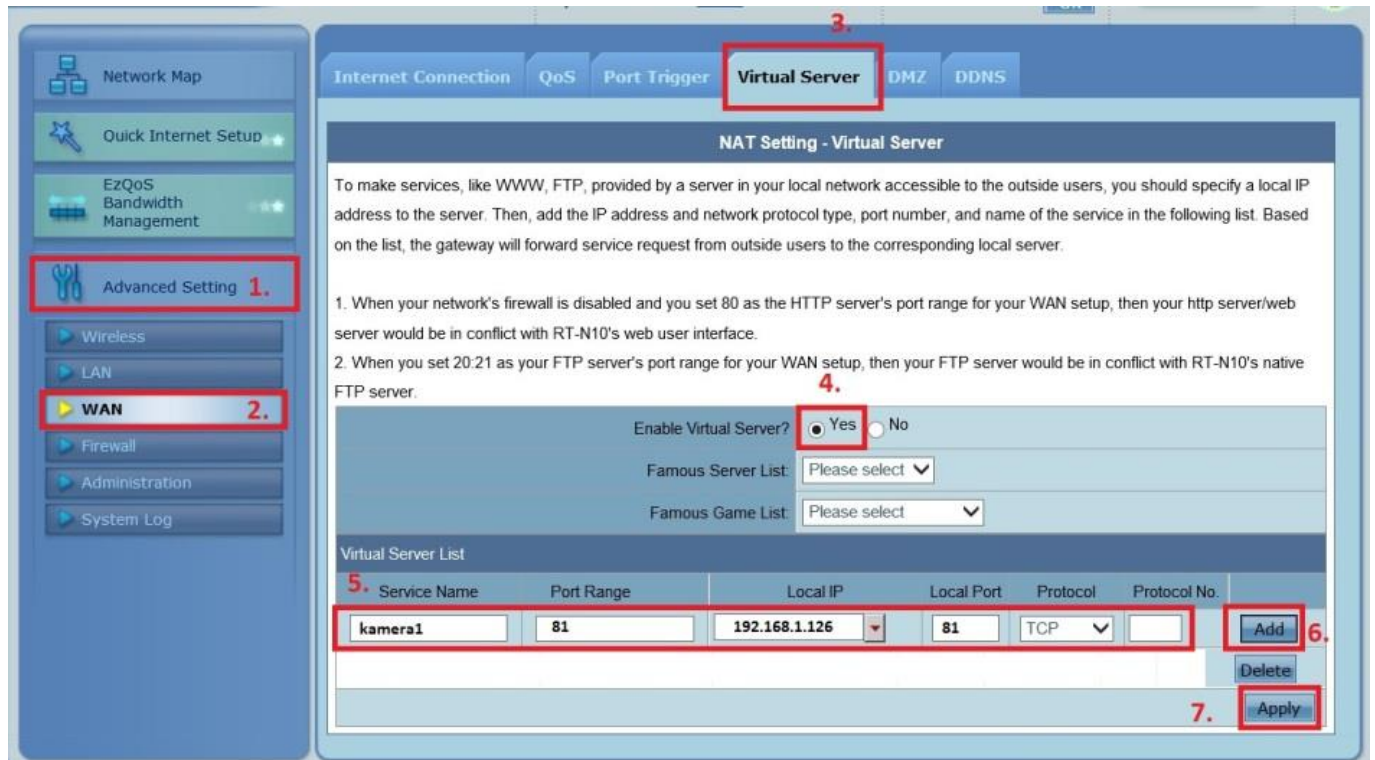 3.
Network Map
Quick Internet Setup
EzQoS
Bandwidth
Management
Advanced Setting 1.
Wireless
LAN
WAN 2.
Firewall
Administration
System Log
Internet Connection QoS Port Trigger Virtual Server DMZ DDNS
NAT Setting - Virtual Server
To make services, like WWW, FTP, provided by a server in your local network accessible to the outside users, you should specify a local IP
address to the server. Then, add the IP address and network protocol type, port number, and name of the service in the following list. Based
on the list, the gateway will forward service request from outside users to the corresponding local server.
1. When your network's firewall is disabled and you set 80 as the HTTP server's port range for your WAN setup, then your http server/web
server would be in conflict with RT-N10's web user interface.
2. When you set 20:21 as your FTP server's port range for your WAN setup, then your FTP server would be in conflict with RT-N10's native
FTP server.
4.
Enable Virtual Server? Yes No
Famous Server List: Please select
Famous Game List: Please select
Virtual Server List
5. Service Name Port Range Local IP Local Port Protocol Protocol No.
kamera1 81 192.168.1.126 81 TCP Add 6.
Delete
7. Apply